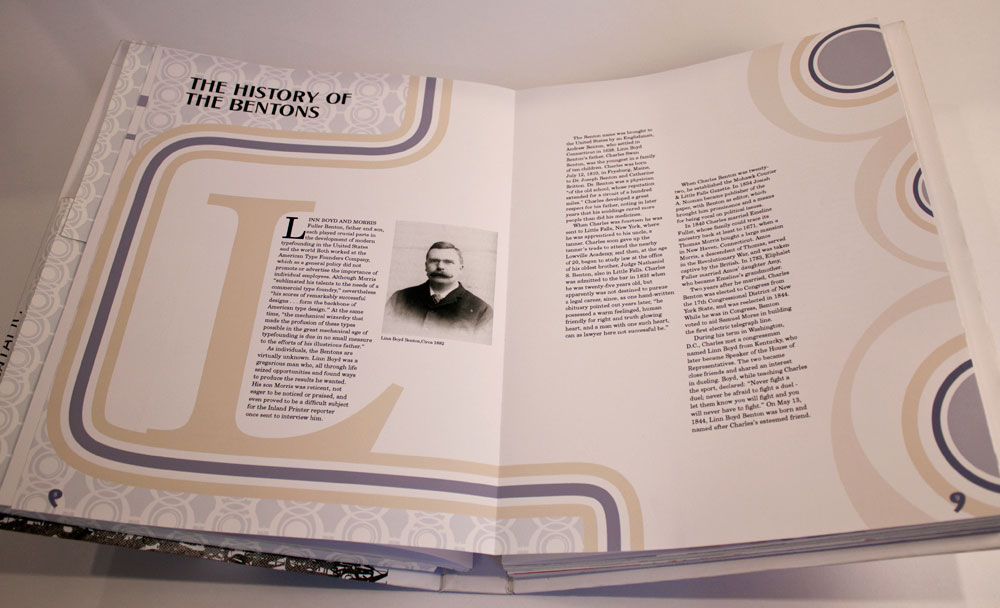 THE HISTORY OF
THE BENTONS
LINN BOYD AND MORRIS
Fuller Benton, father and son,
each played crucial parts in
the development of modern
typefounding in the United States
and the world Both worked at the
American Type Founders Company,
which as a general policy did not
promote or advertise the importance of
individual employees. Although Morris
"sublimated his talents to the needs of a
commercial type foundry," nevertheless
"his scores of remarkably successful
designs . . . form the backbone of
American type design." At the same
time, "the mechanical wizardry that
made the profusion of these types
possible in the great mechanical age of
typefounding is due in no small measure
to the efforts of his illustrious father."
As individuals, the Bentons are
virtually unknown. Linn Boyd was a
gregarious man who, all through life
seized opportunities and found ways
to produce the results he wanted.
His son Morris was reticent, not
eager to be noticed or praised, and
even proved to be a difficult subject
for the Inland Printer reporter
once sent to interview him.
Linn Boyd Benton,Circa 1882
The Benton name was brought to
the United States by an Englishman,
Andrew Benton, who settled in
Connecticut in 1638. Linn Boyd
Benton's father, Charles Swan
Benton, was the youngest in a family
of ten children. Charles was born
July 12, 1810, in Fryeburg, Maine,
to Dr. Joseph Benton and Catherine
Britton. Dr. Benton was a physician
"of the old school, whose reputation
extended for a circuit of a hundred
miles." Charles developed a great
respect for his father, noting in later
years that his scoldings cured more
people than did his medicines.
When Charles was fourteen he was
sent to Little Falls, New York, where
he was apprenticed to his uncle, a
tanner. Charles soon gave up the
tanner's trade to attend the nearby
Lowville Academy, and then, at the age
of 20, began to study law at the office
of his oldest brother, Judge Nathaniel
S. Benton, also in Little Falls. Charles
was admitted to the bar in 1835 when
he was twenty-five years old, but
apparently was not destined to pursue
a legal career, since, as one hand-written
obituary pointed out years later, "he
possessed a warm feelinged, human
friendly for right and truth glowing
heart, and a man with one such heart,
can as lawyer here not successful be."
When Charles Benton was twenty-
two, he established the Mohawk Courier
& Little Falls Gazette. In 1834 Josiah
A. Noonan became publisher of the
paper, with Benton as editor, which
brought him prominence and a means
for being vocal on political issues.
In 1840 Charles married Emeline
Fuller, whose family could trace its
ancestry back at least to 1671, when a
Thomas Morris bought a large mansion
in New Haven, Connecticut. Amos
Morris, a descendent of Thomas, served
in the Revolutionary War, and was taken
captive by the British. In 1785, Eliphalet
Fuller married Amos' daughter Amy,
who became Emeline's grandmother.
Two years after he married, Charles
Benton was elected to Congress from
the 17th Congressional District of New
York State, and was reelected in 1844.
While he was in Congress, Benton
voted to aid Samuel Morse in building
the first electric telegraph line.
During his term in Washington,
D.C., Charles met a congressman
named Linn Boyd from Kentucky, who
later became Speaker of the House of
Representatives. The two became
close friends and shared an interest
in dueling. Boyd, while teaching Charles
the sport, declared: "Never fight a
duel; never be afraid to fight a duel -
let them know you will fight and you
will never have to fight." On May 13,
1844, Linn Boyd Benton was born and
named after Charles's esteemed friend.
9